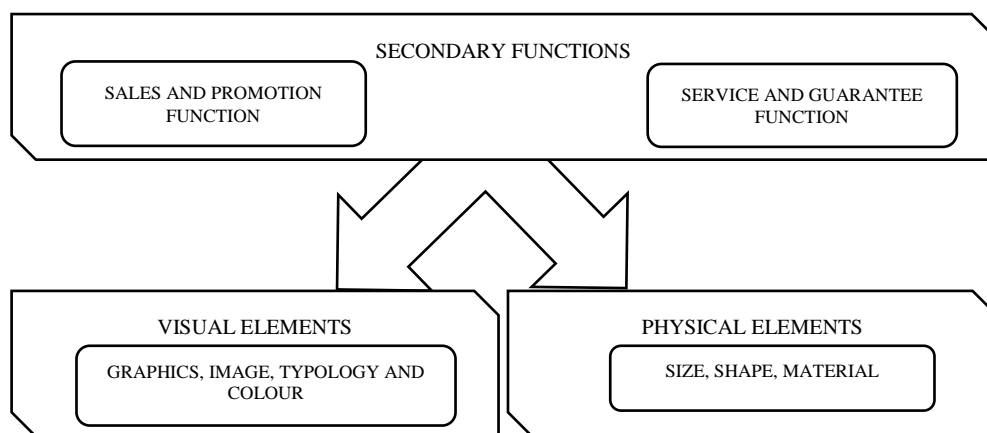 SECONDARY FUNCTIONS
SALES AND PROMOTION
FUNCTION
SERVICE AND GUARANTEE
FUNCTION
VISUAL ELEMENTS
GRAPHICS, IMAGE, TYPOLOGY AND
COLOUR
PHYSICAL ELEMENTS
SIZE, SHAPE, MATERIAL